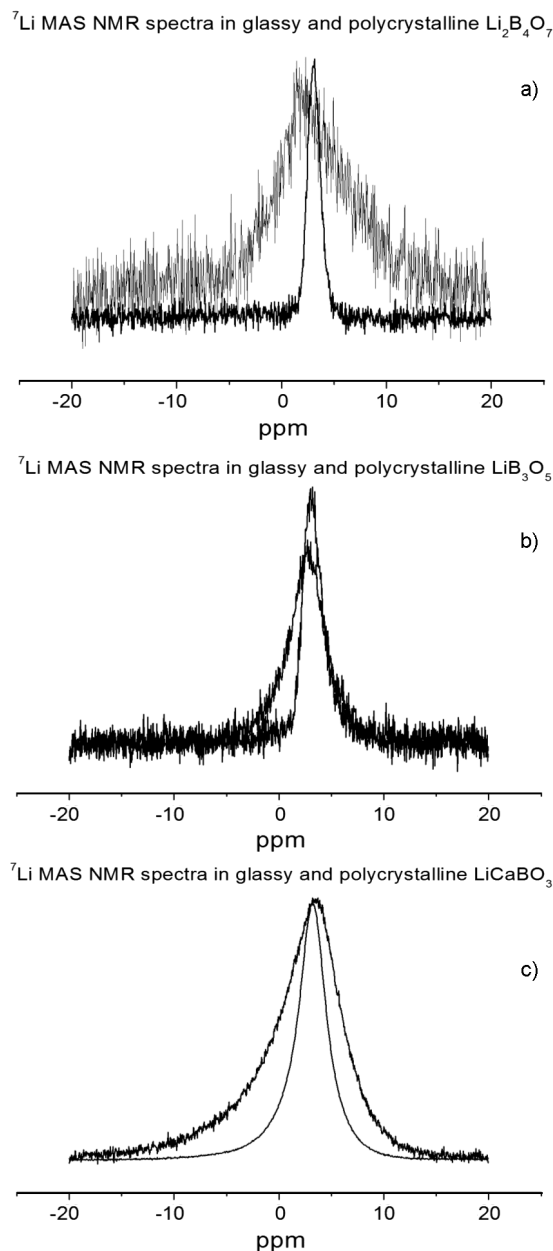 ⁷Li MAS NMR spectra in glassy and polycrystalline Li₂B₄O₇
a)
-20 -10 0 10 20
ppm
⁷Li MAS NMR spectra in glassy and polycrystalline LiB₃O₅
b)
-20 -10 0 10 20
ppm
⁷Li MAS NMR spectra in glassy and polycrystalline LiCaBO₃
c)
-20 -10 0 10 20
ppm